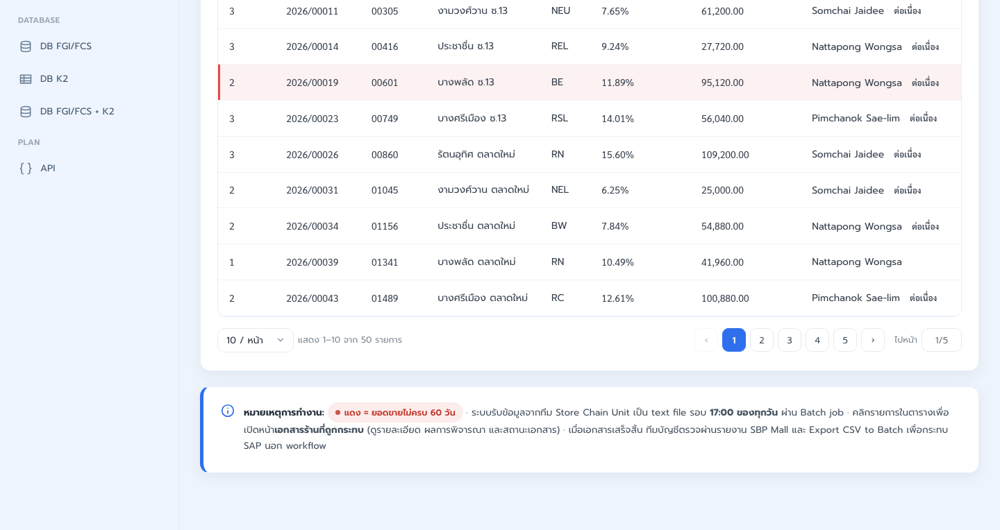 DATABASE
DB FGI/FCS
DB K2
DB FGI/FCS + K2
PLAN
{ } API
3 2026/00011 00305 งามวงศ์วาน ซ.13 NEU 7.65% 61,200.00 Somchai Jaidee ต่อเนื่อง
3 2026/00014 00416 ประชาชื่น ซ.13 REL 9.24% 27,720.00 Nattapong Wongsa ต่อเนื่อง
2 2026/00019 00601 บางพลัด ซ.13 BE 11.89% 95,120.00 Nattapong Wongsa ต่อเนื่อง
3 2026/00023 00749 บางศรีเมือง ซ.13 RSL 14.01% 56,040.00 Pimchanok Sae-lim ต่อเนื่อง
3 2026/00026 00860 รัตนอุทิศ ตลาดใหม่ RN 15.60% 109,200.00 Somchai Jaidee ต่อเนื่อง
2 2026/00031 01045 งามวงศ์วาน ตลาดใหม่ NEL 6.25% 25,000.00 Somchai Jaidee ต่อเนื่อง
2 2026/00034 01156 ประชาชื่น ตลาดใหม่ BW 7.84% 54,880.00 Nattapong Wongsa ต่อเนื่อง
1 2026/00039 01341 บางพลัด ตลาดใหม่ RN 10.49% 41,960.00 Nattapong Wongsa
2 2026/00043 01489 บางศรีเมือง ตลาดใหม่ RC 12.61% 100,880.00 Pimchanok Sae-lim ต่อเนื่อง
10 / หน้า แสดง 1–10 จาก 50 รายการ ‹ 1 2 3 4 5 › ไปหน้า 1/5
หมายเหตุการทำงาน: แดง = ยอดขายไม่ครบ 60 วัน · ระบบรับข้อมูลจากทีม Store Chain Unit เป็น text file รอบ 17:00 ของทุกวัน ผ่าน Batch job · คลิกรายการในตารางเพื่อ
เปิดหน้าเอกสารร้านที่ถูกกระทบ (ดูรายละเอียด ผลการพิจารณา และสถานะเอกสาร) · เมื่อเอกสารเสร็จสิ้น ทีมบัญชีตรวจผ่านรายงาน SBP Mall และ Export CSV to Batch เพื่อกระทบ
SAP นอก workflow